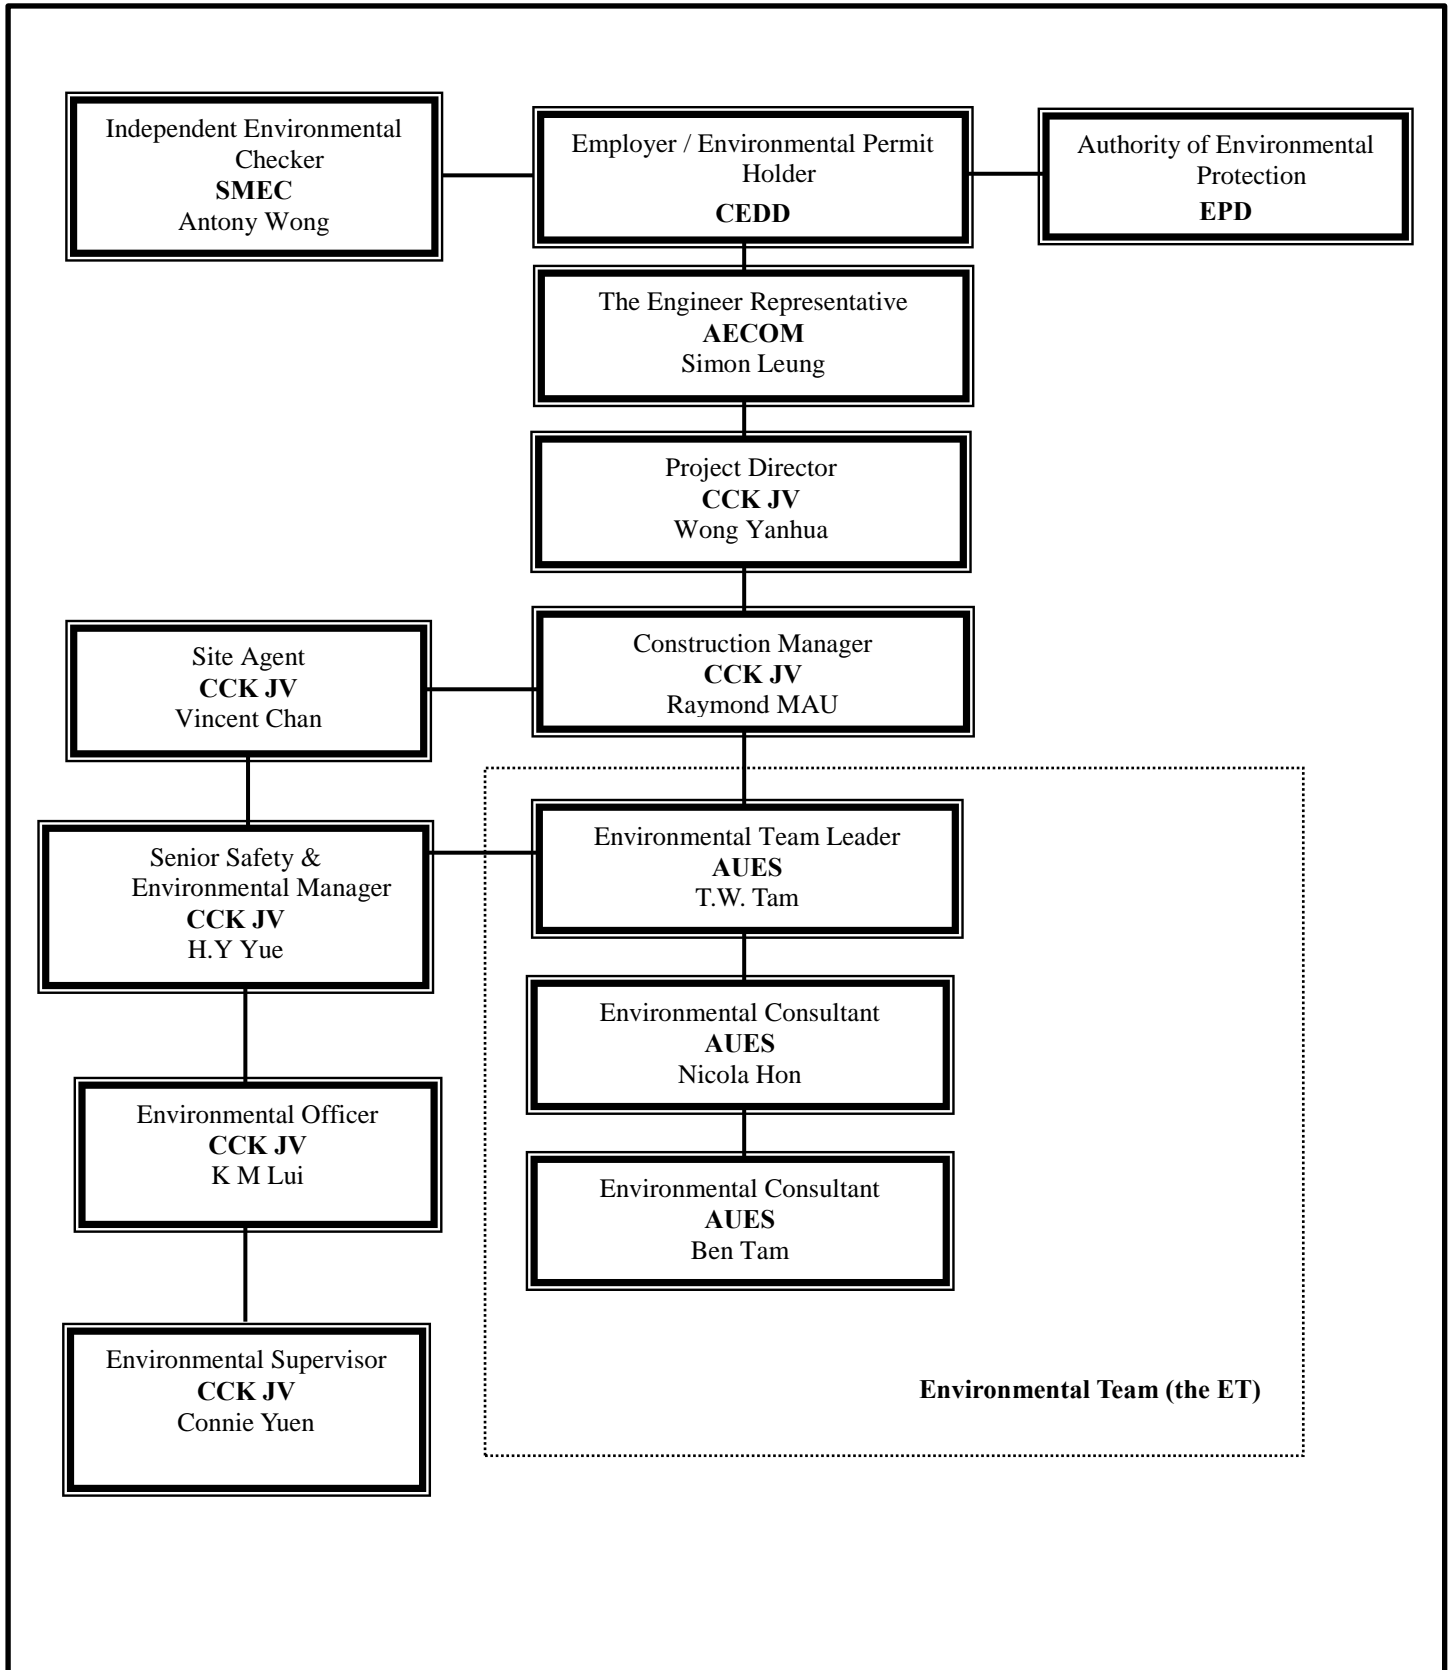 Independent Environmental
Checker
SMEC
Antony Wong
Employer / Environmental Permit
Holder
CEDD
Authority of Environmental
Protection
EPD
The Engineer Representative
AECOM
Simon Leung
Project Director
CCK JV
Wong Yanhua
Site Agent
CCK JV
Vincent Chan
Construction Manager
CCK JV
Raymond MAU
Senior Safety &
Environmental Manager
CCK JV
H.Y Yue
Environmental Team Leader
AUES
T.W. Tam
Environmental Consultant
AUES
Nicola Hon
Environmental Officer
CCK JV
K M Lui
Environmental Consultant
AUES
Ben Tam
Environmental Supervisor
CCK JV
Connie Yuen
Environmental Team (the ET)